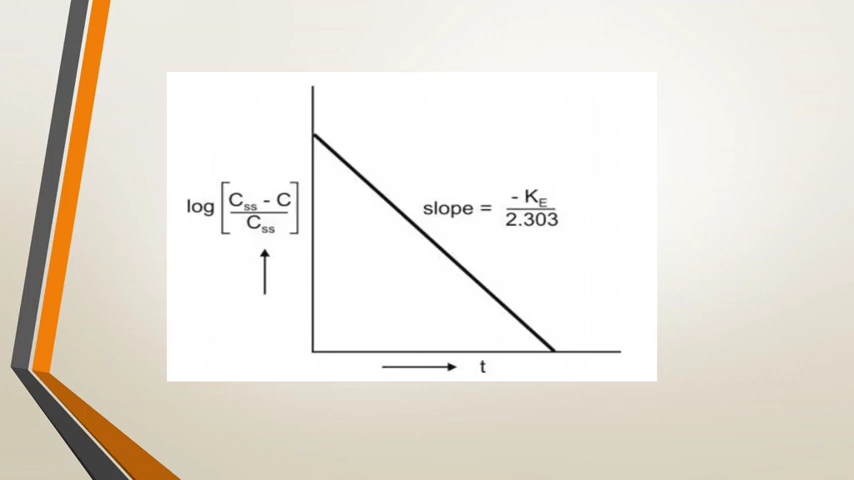 log [ Css - C / Css ]
slope = - KE / 2.303
t